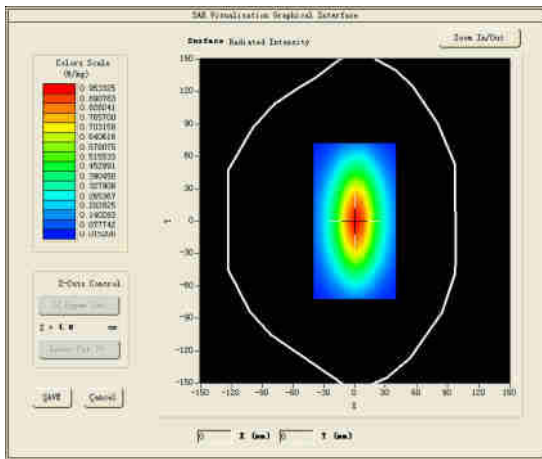 SAR Visualisation Graphical Interface
Surface Radiated Intensity
Zoom In/Out
Colors Scale
(W/kg)
0.953325
0.890783
0.828241
0.765700
0.703158
0.640616
0.578075
0.515533
0.452991
0.390450
0.327908
0.265367
0.202825
0.140283
0.077742
0.015200
150
120
90
60
30
0
-30
-60
-90
-120
-150
Y
-150 -120 -90 -60 -30 0 30 60 90 120 150
X
Z-Cuts Control
Z =
SAVE
Cancel
0 X (mm) 0 Y (mm)